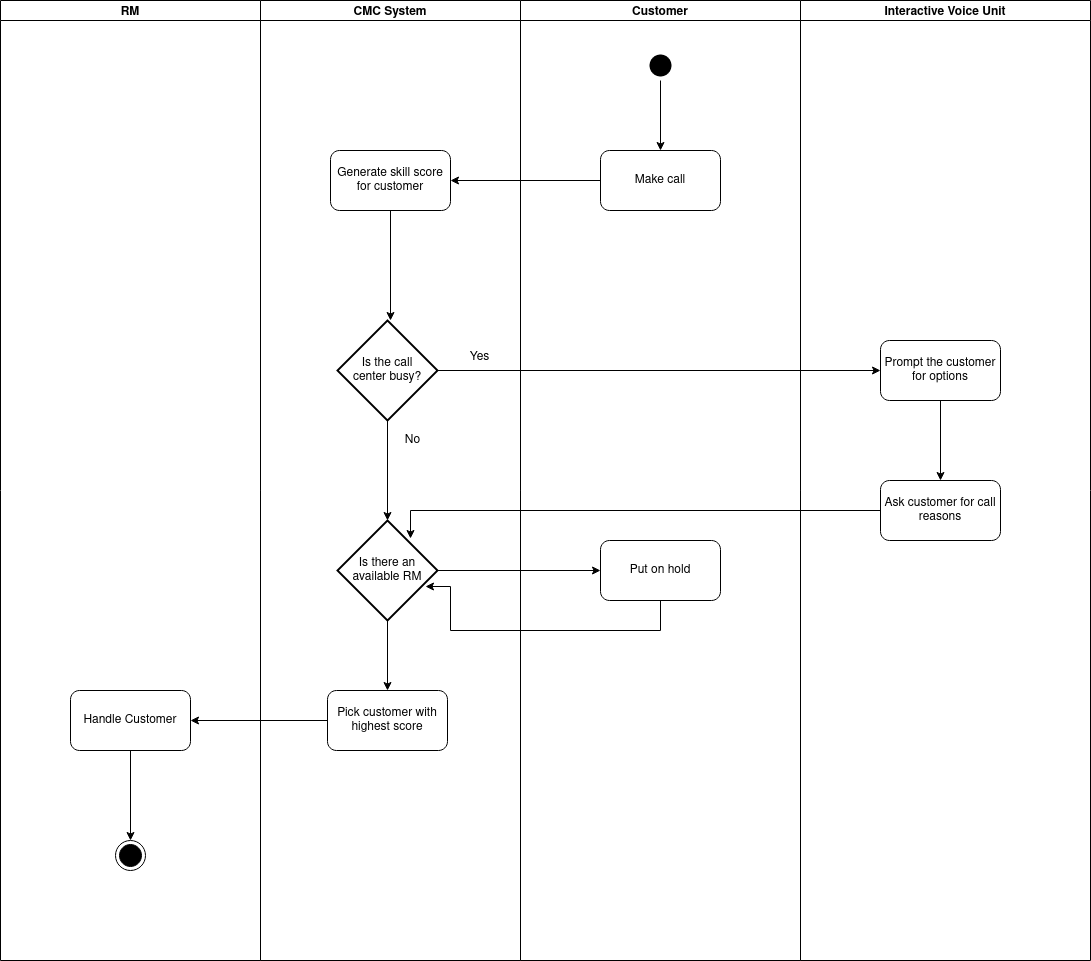 RM
CMC System
Customer
Interactive Voice Unit
Generate skill score
for customer
Make call
Is the call
center busy?
Yes
Prompt the customer
for options
No
Ask customer for call
reasons
Is there an
available RM
Put on hold
Handle Customer
Pick customer with
highest score